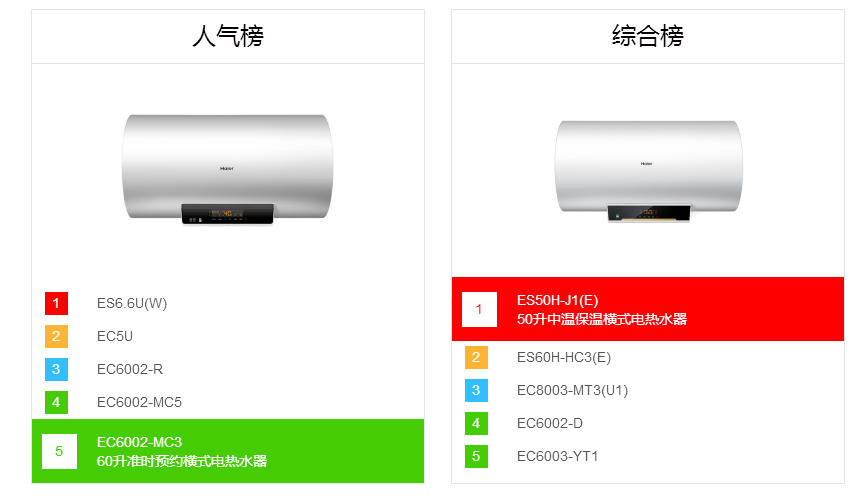 人气榜
Haier
1 ES6.6U(W)
2 EC5U
3 EC6002-R
4 EC6002-MC5
5 EC6002-MC3
60升准时预约横式电热水器
综合榜
Haier
1 ES50H-J1(E)
50升中温保温横式电热水器
2 ES60H-HC3(E)
3 EC8003-MT3(U1)
4 EC6002-D
5 EC6003-YT1